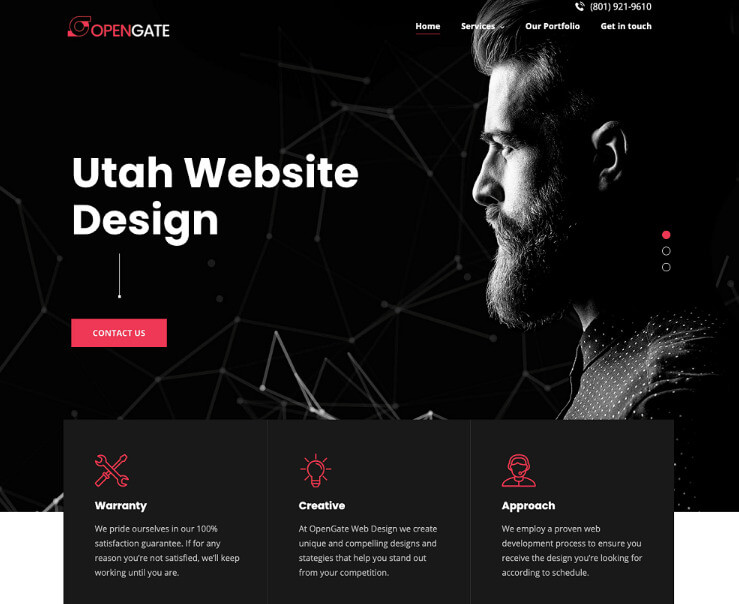 (801) 921-9610
OPENGATE
Home Services Our Portfolio Get in touch
Utah Website
Design
CONTACT US
Warranty
We pride ourselves in our 100%
satisfaction guarantee. If for any
reason you're not satisfied, we'll keep
working until you are.
Creative
At OpenGate Web Design we create
unique and compelling designs and
stategies that help you stand out
from your competition.
Approach
We employ a proven web
development process to ensure you
receive the design you're looking for
according to schedule.